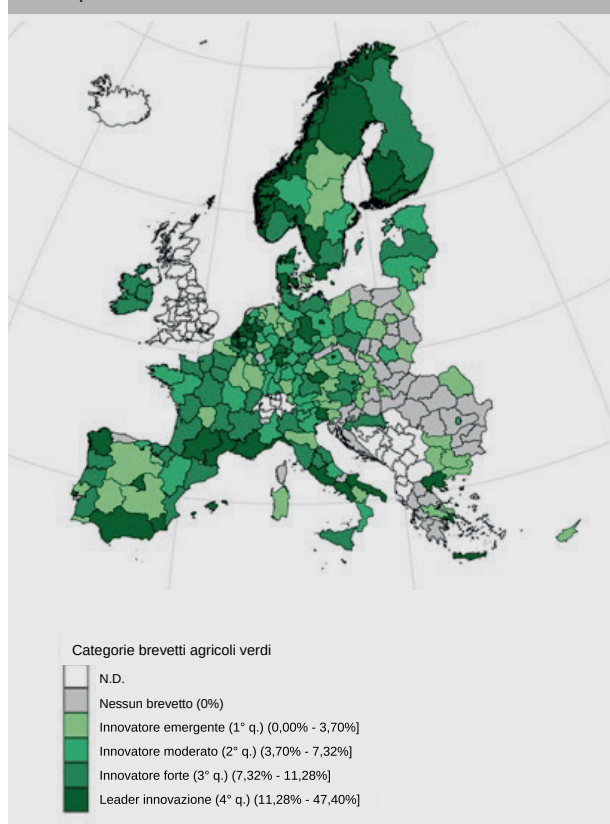 Categorie brevetti agricoli verdi
N.D.
Nessun brevetto (0%)
Innovatore emergente (1° q.) (0,00% - 3,70%]
Innovatore moderato (2° q.) (3,70% - 7,32%]
Innovatore forte (3° q.) (7,32% - 11,28%]
Leader innovazione (4° q.) (11,28% - 47,40%]